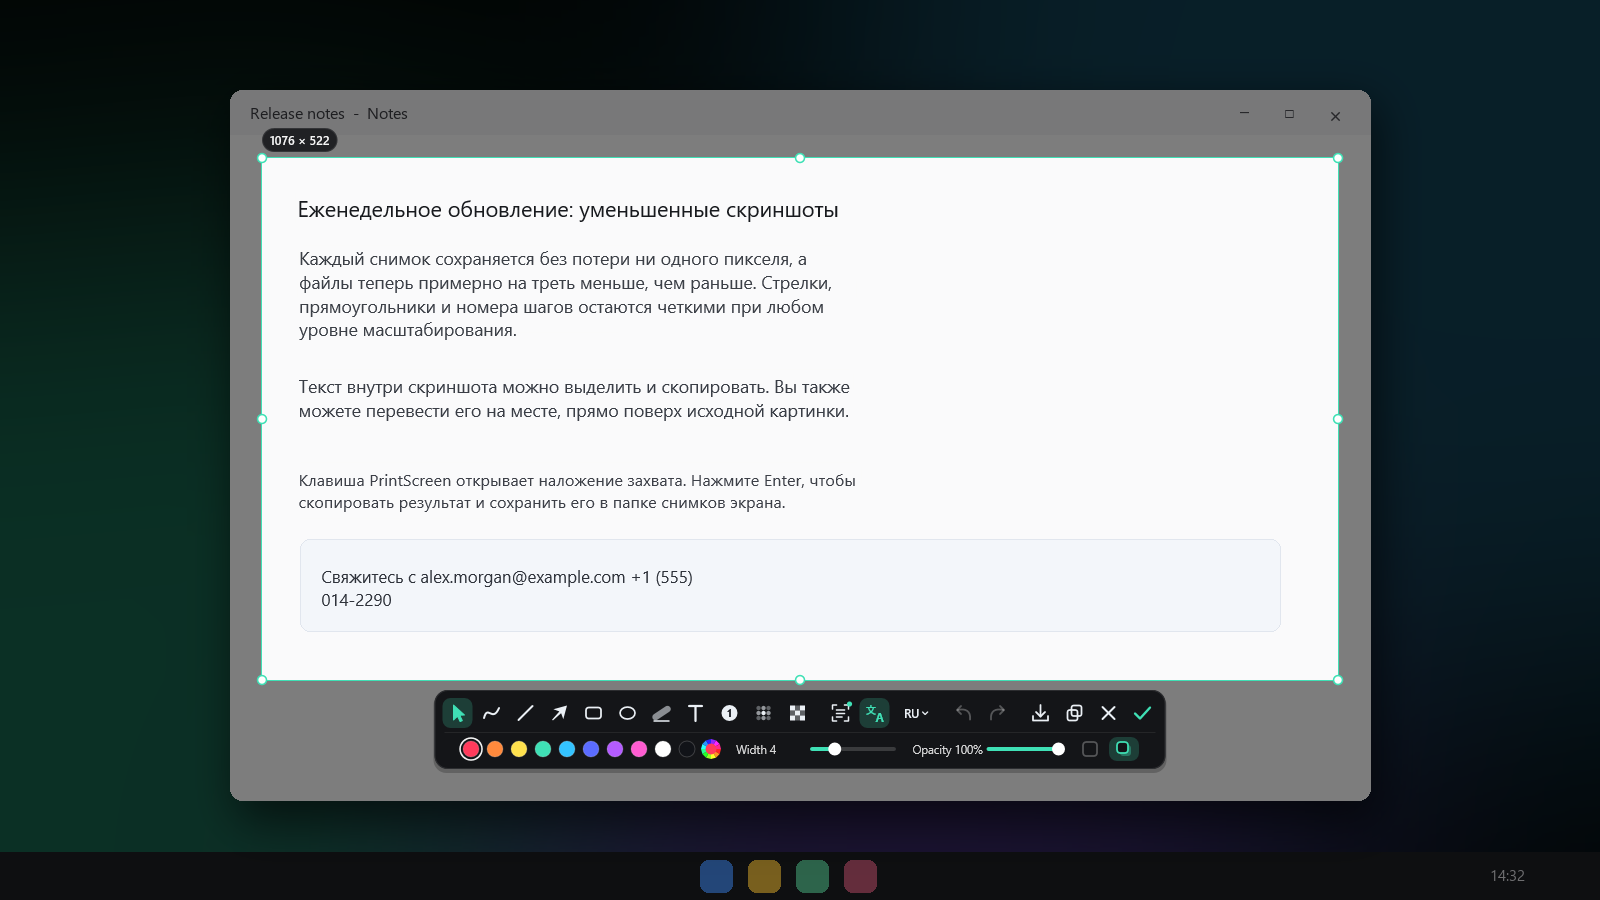 Release notes - Notes
1076 × 522
Еженедельное обновление: уменьшенные скриншоты
Каждый снимок сохраняется без потери ни одного пикселя, а
файлы теперь примерно на треть меньше, чем раньше. Стрелки,
прямоугольники и номера шагов остаются четкими при любом
уровне масштабирования.
Текст внутри скриншота можно выделить и скопировать. Вы также
можете перевести его на месте, прямо поверх исходной картинки.
Клавиша PrintScreen открывает наложение захвата. Нажмите Enter, чтобы
скопировать результат и сохранить его в папке снимков экрана.
Свяжитесь с alex.morgan@example.com +1 (555)
014-2290
T 1 文A RU
Width 4 Opacity 100%
14:32